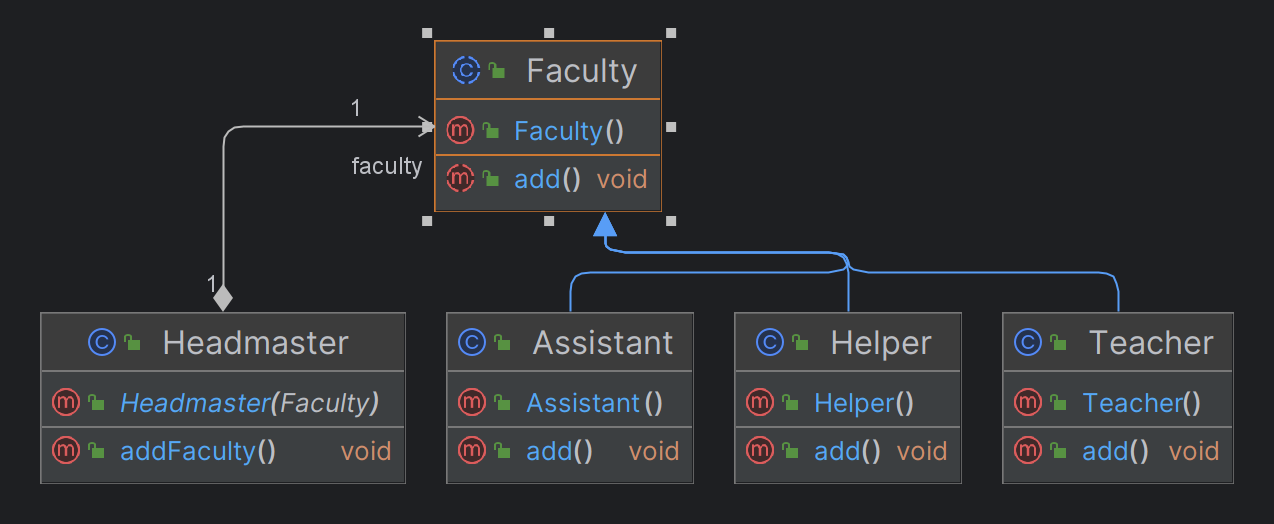 Faculty
Faculty()
add() void
1
faculty
1
Headmaster
Headmaster(Faculty)
addFaculty() void
Assistant
Assistant()
add() void
Helper
Helper()
add() void
Teacher
Teacher()
add() void